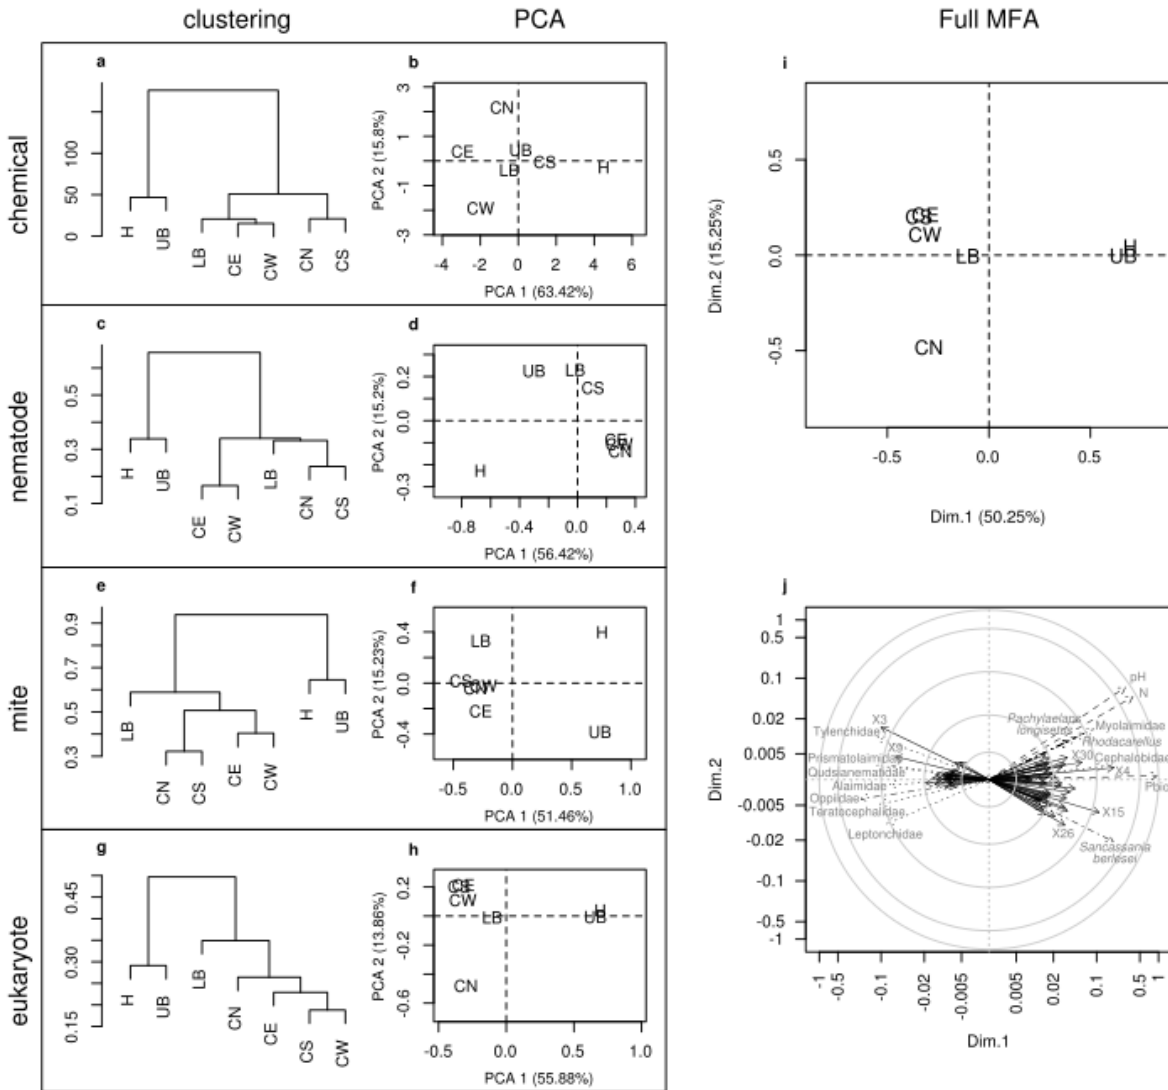 clustering
PCA
Full MFA
chemical
a
0
50
100
H
UB
LB
CE
CW
CN
CS
b
PCA 2 (15.8%)
-3
-1
1
3
CN
CE
UB
LB
CS
H
CW
-4
-2
0
2
4
6
PCA 1 (63.42%)
nematode
c
0.1
0.3
0.5
H
UB
CE
CW
LB
CN
CS
d
PCA 2 (15.2%)
-0.3
0.0
0.2
UB
LB
CS
CE
CW
CN
H
-0.8
-0.4
0.0
0.4
PCA 1 (56.42%)
mite
e
0.3
0.5
0.7
0.9
LB
CN
CS
CE
CW
H
UB
f
PCA 2 (15.23%)
-0.4
0.0
0.4
LB
H
CS
CN
CW
CE
UB
0.0
0.5
1.0
PCA 1 (51.46%)
eukaryote
g
0.15
0.30
0.45
H
UB
LB
CN
CE
CS
CW
h
PCA 2 (13.86%)
-0.6
-0.2
0.2
CS
CE
CW
LB
H
UB
CN
-0.5
0.0
0.5
1.0
PCA 1 (55.88%)
i
Dim.2 (15.25%)
-0.5
0.0
0.5
CS
CE
CW
LB
H
UB
CN
-0.5
0.0
0.5
Dim.1 (50.25%)
j
Dim.2
1
0.5
0.1
0.02
0.005
-0.005
-0.02
-0.1
-0.5
-1
pH
N
Pachylaelaps
longisetis
Myolaimidae
Rhodacarellus
X30
Cephalobidae
X4
X15
X26
Sancassania
berlesei
X3
Tylenchidae
X9
Prismatolaimidae
Qudsianematidae
Alaimidae
Oppiidae
Teratocephalidae
Leptonchidae
-1
-0.5
-0.1
-0.02
-0.005
0.005
0.02
0.1
0.5
1
Dim.1